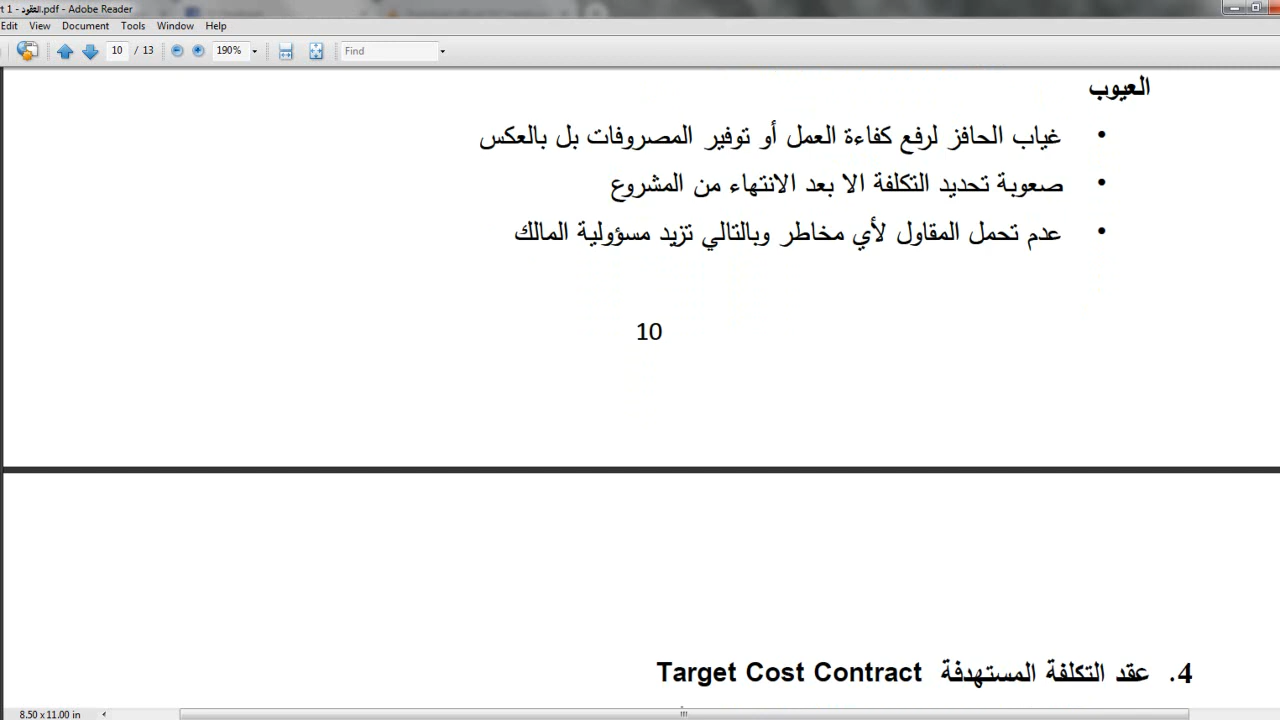 t 1 - العقود.pdf - Adobe Reader
Edit View Document Tools Window Help
10 / 13 190% Find
العيوب
• غياب الحافز لرفع كفاءة العمل أو توفير المصروفات بل بالعكس
• صعوبة تحديد التكلفة الا بعد الانتهاء من المشروع
• عدم تحمل المقاول لأي مخاطر وبالتالي تزيد مسؤولية المالك
10
4. عقد التكلفة المستهدفة Target Cost Contract
8.50 x 11.00 in